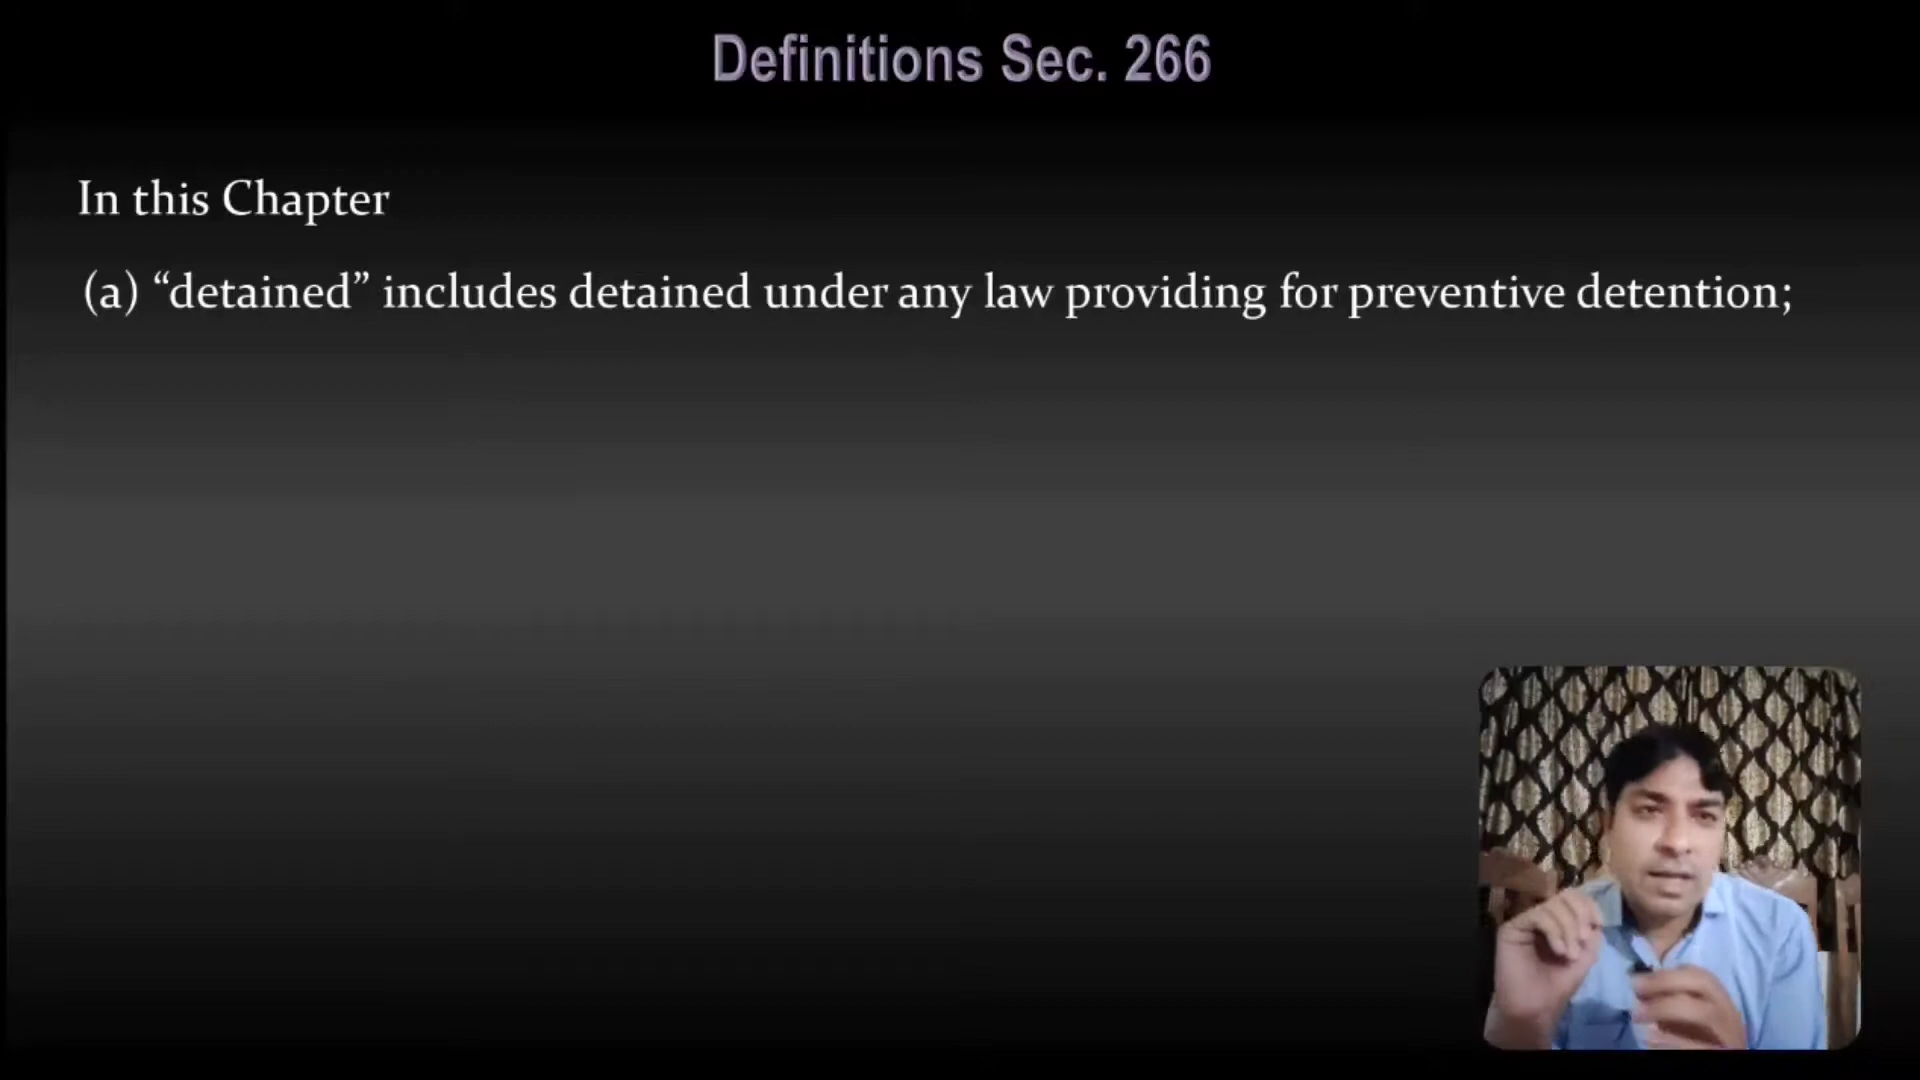 Definitions Sec. 266
In this Chapter
(a) “detained” includes detained under any law providing for preventive detention;